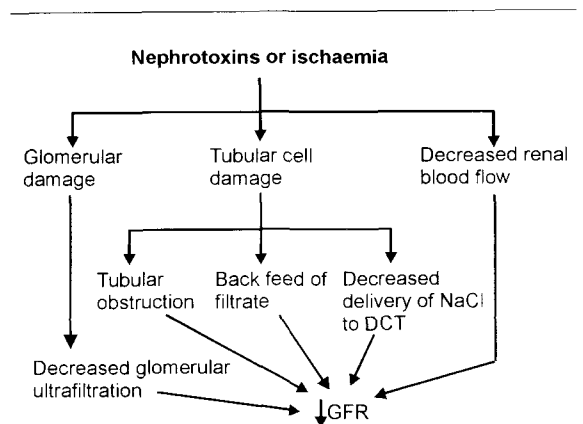 Nephrotoxins or ischaemia
Glomerular
damage
Tubular cell
damage
Decreased renal
blood flow
Tubular
obstruction
Back feed of
filtrate
Decreased
delivery of NaCl
to DCT
Decreased glomerular
ultrafiltration
↓GFR